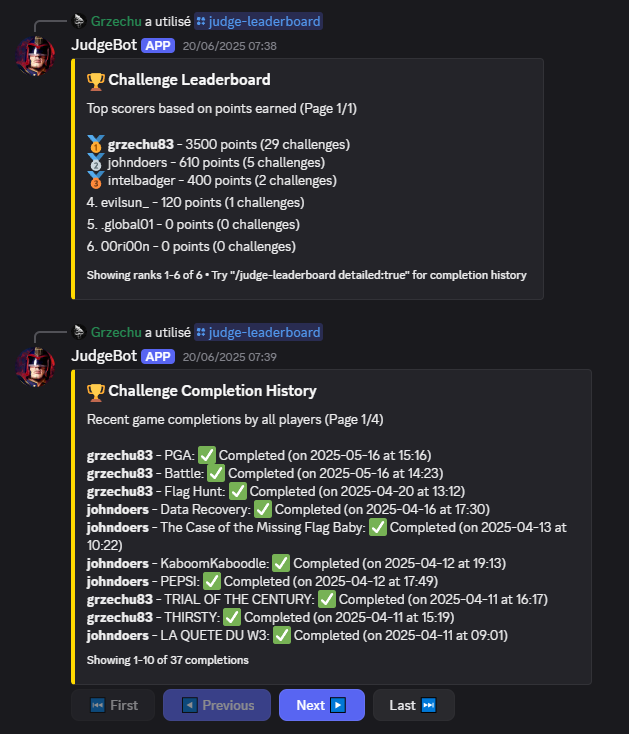 Grzechu a utilisé judge-leaderboard
JudgeBot APP 20/06/2025 07:38
Challenge Leaderboard
Top scorers based on points earned (Page 1/1)
1 grzechu83 - 3500 points (29 challenges)
2 johndoers - 610 points (5 challenges)
3 intelbadger - 400 points (2 challenges)
4. evilsun_ - 120 points (1 challenges)
5. .global01 - 0 points (0 challenges)
6. 00ri00n - 0 points (0 challenges)
Showing ranks 1-6 of 6 • Try "/judge-leaderboard detailed:true" for completion history
Grzechu a utilisé judge-leaderboard
JudgeBot APP 20/06/2025 07:39
Challenge Completion History
Recent game completions by all players (Page 1/4)
grzechu83 - PGA: ✅ Completed (on 2025-05-16 at 15:16)
grzechu83 - Battle: ✅ Completed (on 2025-05-16 at 14:23)
grzechu83 - Flag Hunt: ✅ Completed (on 2025-04-20 at 13:12)
johndoers - Data Recovery: ✅ Completed (on 2025-04-16 at 17:30)
johndoers - The Case of the Missing Flag Baby: ✅ Completed (on 2025-04-13 at
10:22)
johndoers - KaboomKaboodle: ✅ Completed (on 2025-04-12 at 19:13)
johndoers - PEPSI: ✅ Completed (on 2025-04-12 at 17:49)
grzechu83 - TRIAL OF THE CENTURY: ✅ Completed (on 2025-04-11 at 16:17)
grzechu83 - THIRSTY: ✅ Completed (on 2025-04-11 at 15:19)
johndoers - LA QUETE DU W3: ✅ Completed (on 2025-04-11 at 09:01)
Showing 1-10 of 37 completions
First Previous Next Last